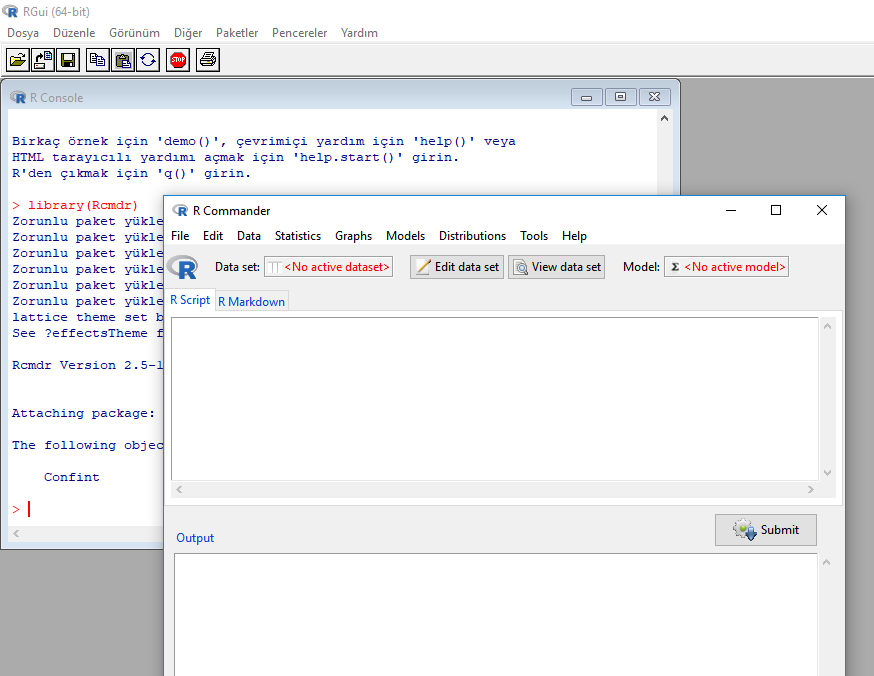 RGui (64-bit)
Dosya Düzenle Görünüm Diğer Paketler Pencereler Yardım
STOP
R Console
Birkaç örnek için 'demo()', çevrimiçi yardım için 'help()' veya
HTML tarayıcılı yardımı açmak için 'help.start()' girin.
R'den çıkmak için 'q()' girin.
> library(Rcmdr)
Zorunlu paket yükle
Zorunlu paket yükle
Zorunlu paket yükle
Zorunlu paket yükle
Zorunlu paket yükle
Zorunlu paket yükle
lattice theme set b
See ?effectsTheme f
Rcmdr Version 2.5-1
Attaching package:
The following objec
Confint
>
R Commander
File Edit Data Statistics Graphs Models Distributions Tools Help
Data set: <No active dataset> Edit data set View data set Model: Σ <No active model>
R Script R Markdown
Submit
Output